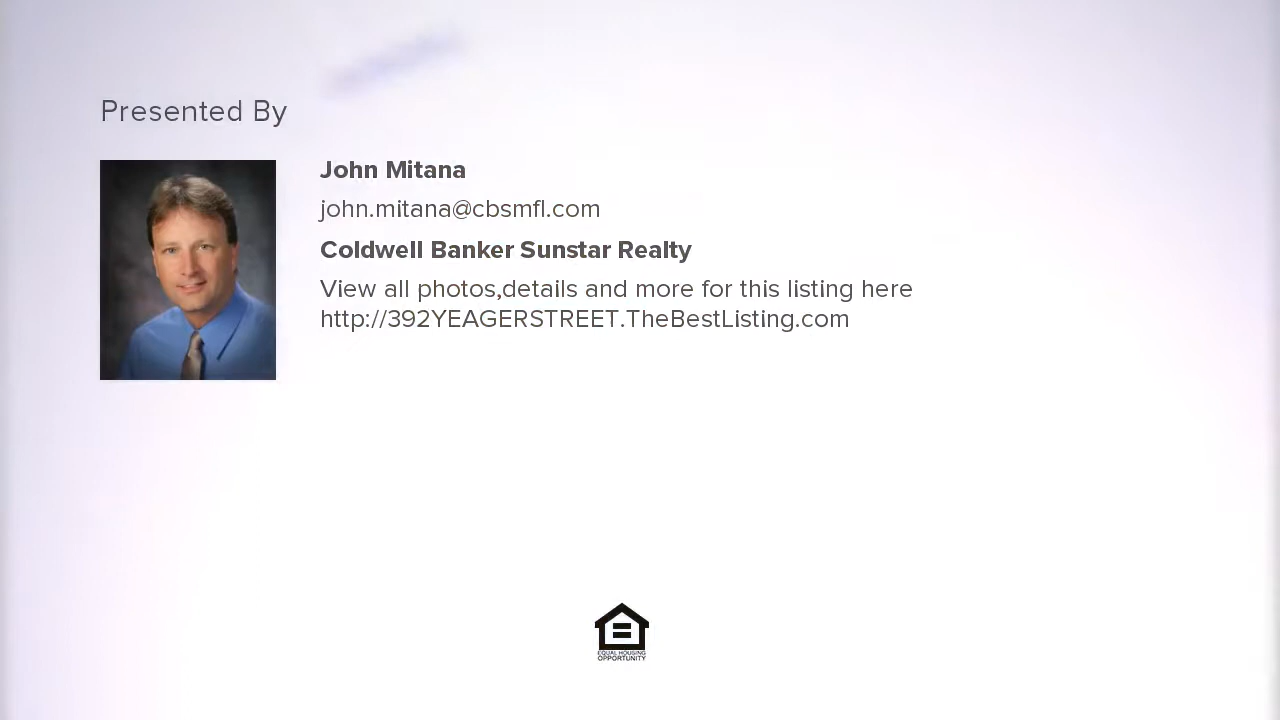 Presented By
John Mitana
john.mitana@cbsmfl.com
Coldwell Banker Sunstar Realty
View all photos,details and more for this listing here
http://392YEAGERSTREET.TheBestListing.com
EQUAL HOUSING
OPPORTUNITY